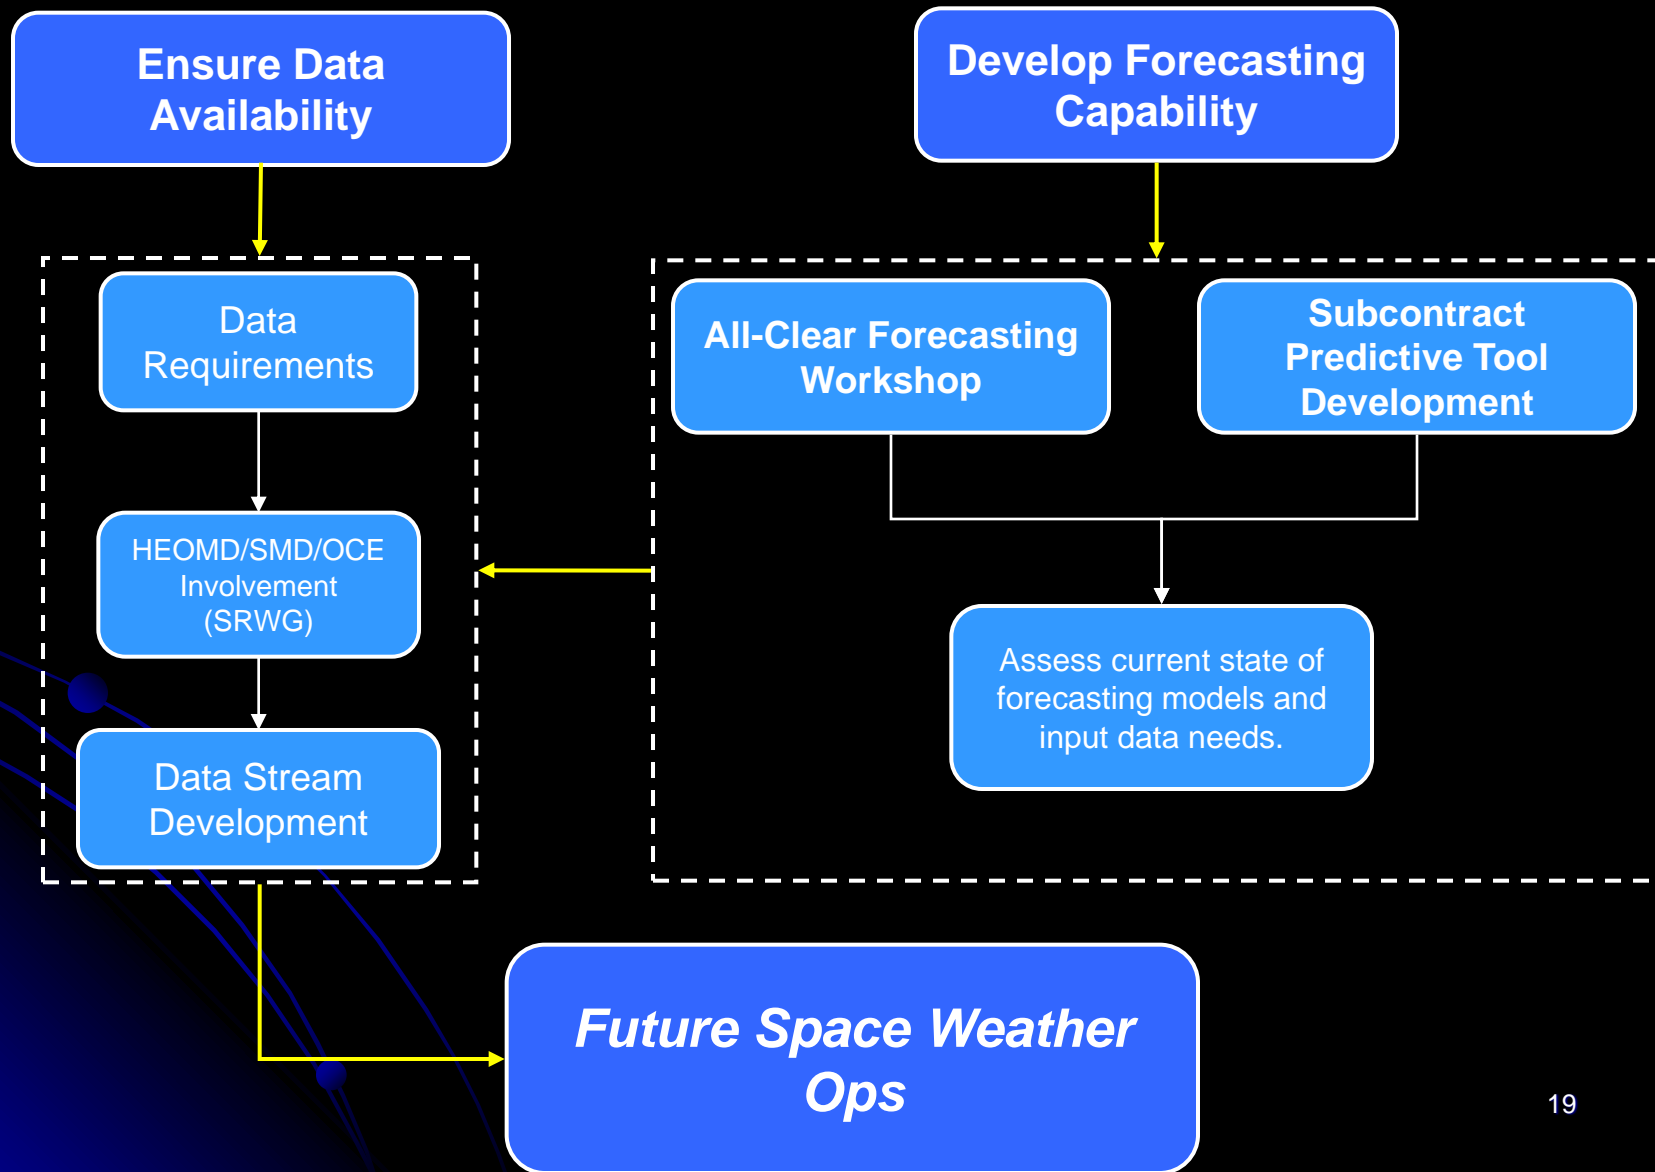 Ensure Data
Availability
Develop Forecasting
Capability
Data
Requirements
HEOMD/SMD/OCE
Involvement
(SRWG)
Data Stream
Development
All-Clear Forecasting
Workshop
Subcontract
Predictive Tool
Development
Assess current state of
forecasting models and
input data needs.
Future Space Weather
Ops
19